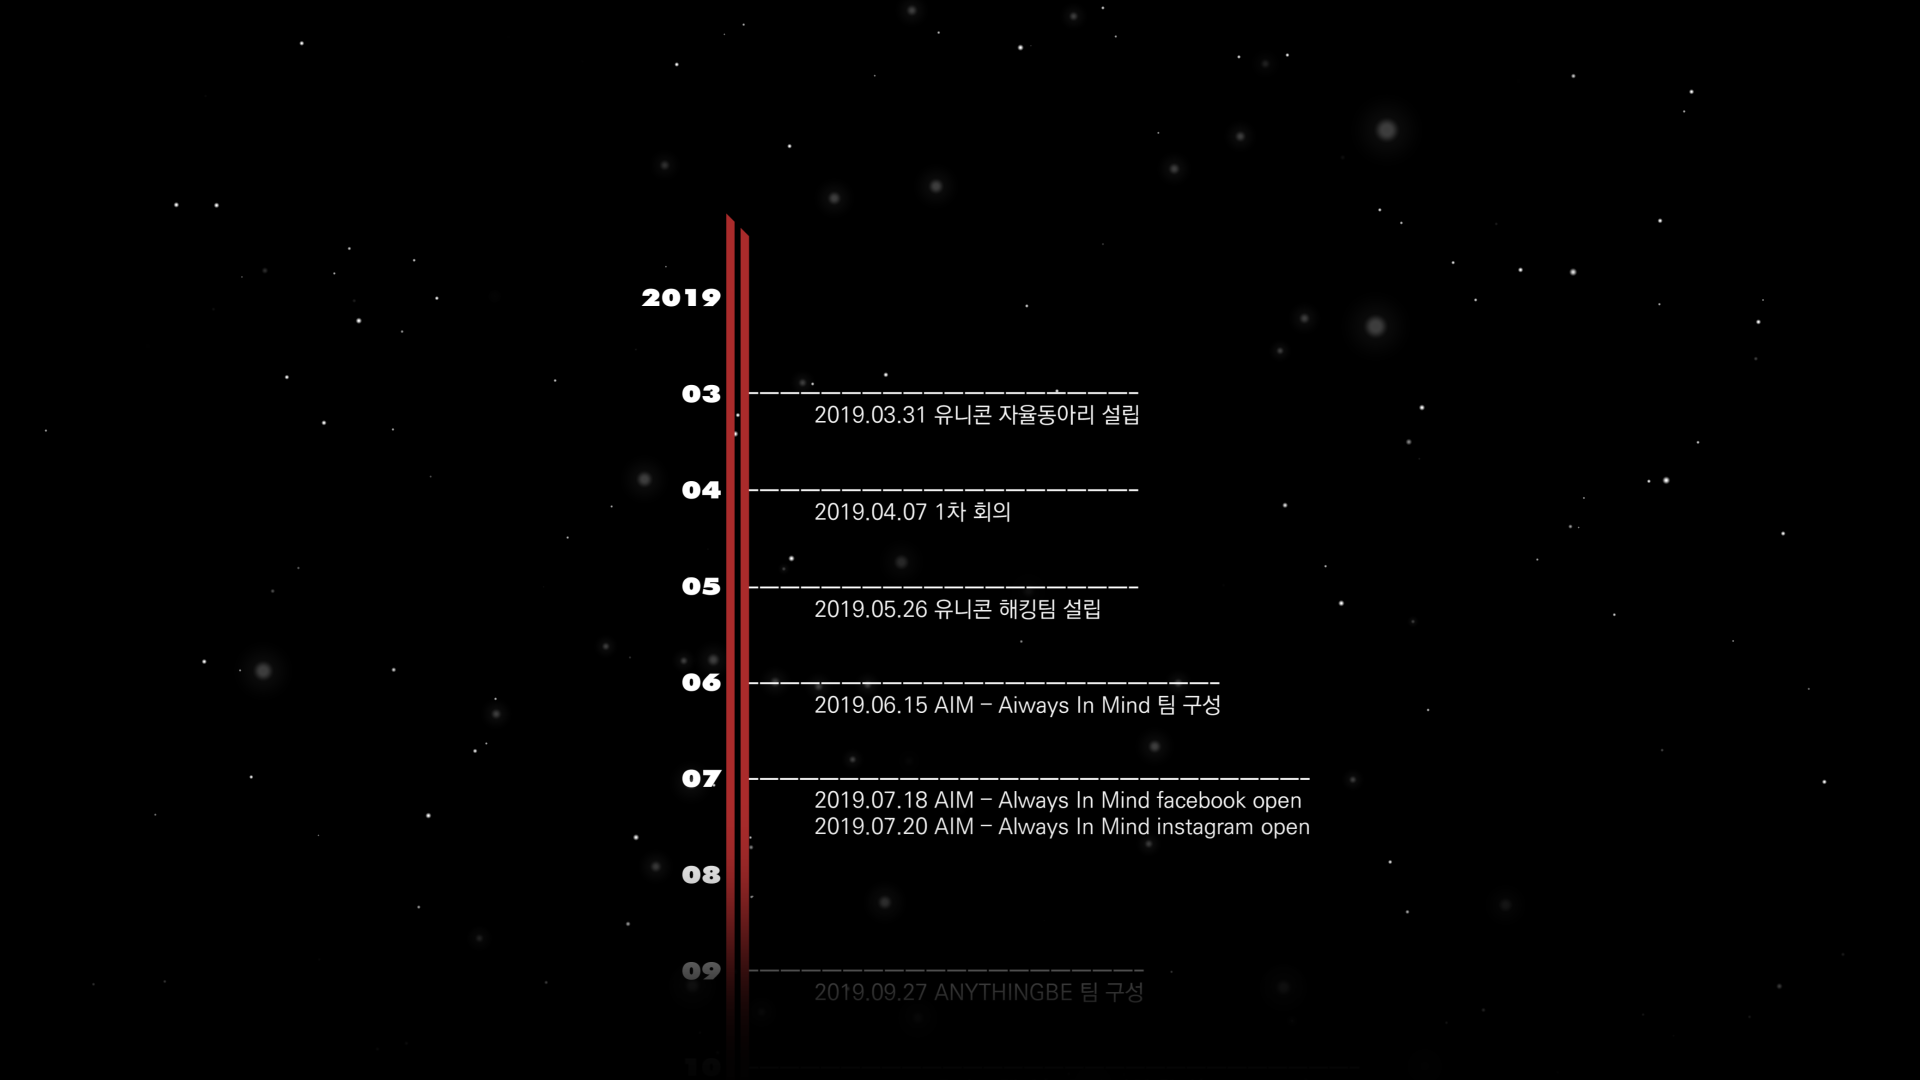 2019
03
2019.03.31 유니콘 자율동아리 설립
04
2019.04.07 1차 회의
05
2019.05.26 유니콘 해킹팀 설립
06
2019.06.15 AIM – Aiways In Mind 팀 구성
07
2019.07.18 AIM – Always In Mind facebook open
2019.07.20 AIM – Always In Mind instagram open
08
09
2019.09.27 ANYTHINGBE 팀 구성
10